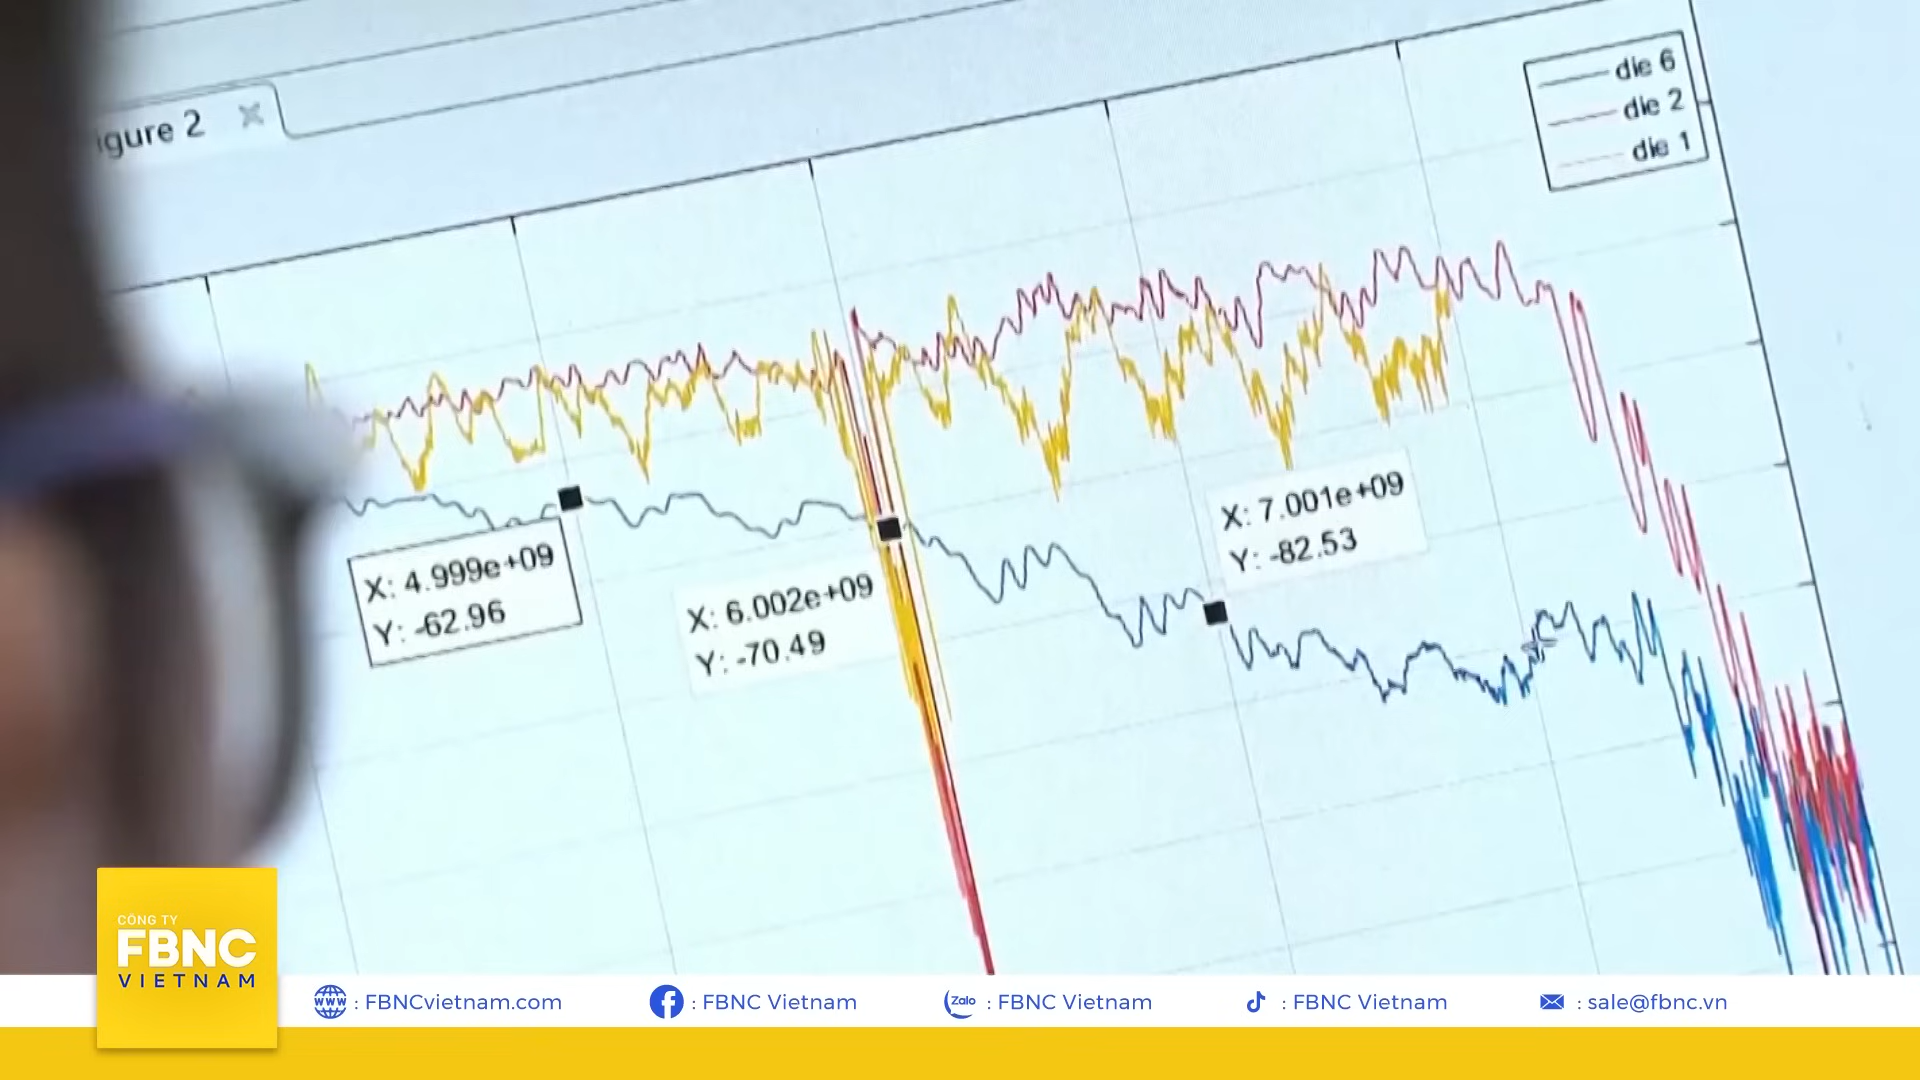 igure 2
die 6
die 2
die 1
X: 4.999e+09
Y: -62.96
X: 6.002e+09
Y: -70.49
X: 7.001e+09
Y: -82.53
CÔNG TY
FBNC
VIETNAM
www : FBNCvietnam.com
: FBNC Vietnam
Zalo : FBNC Vietnam
: FBNC Vietnam
: sale@fbnc.vn